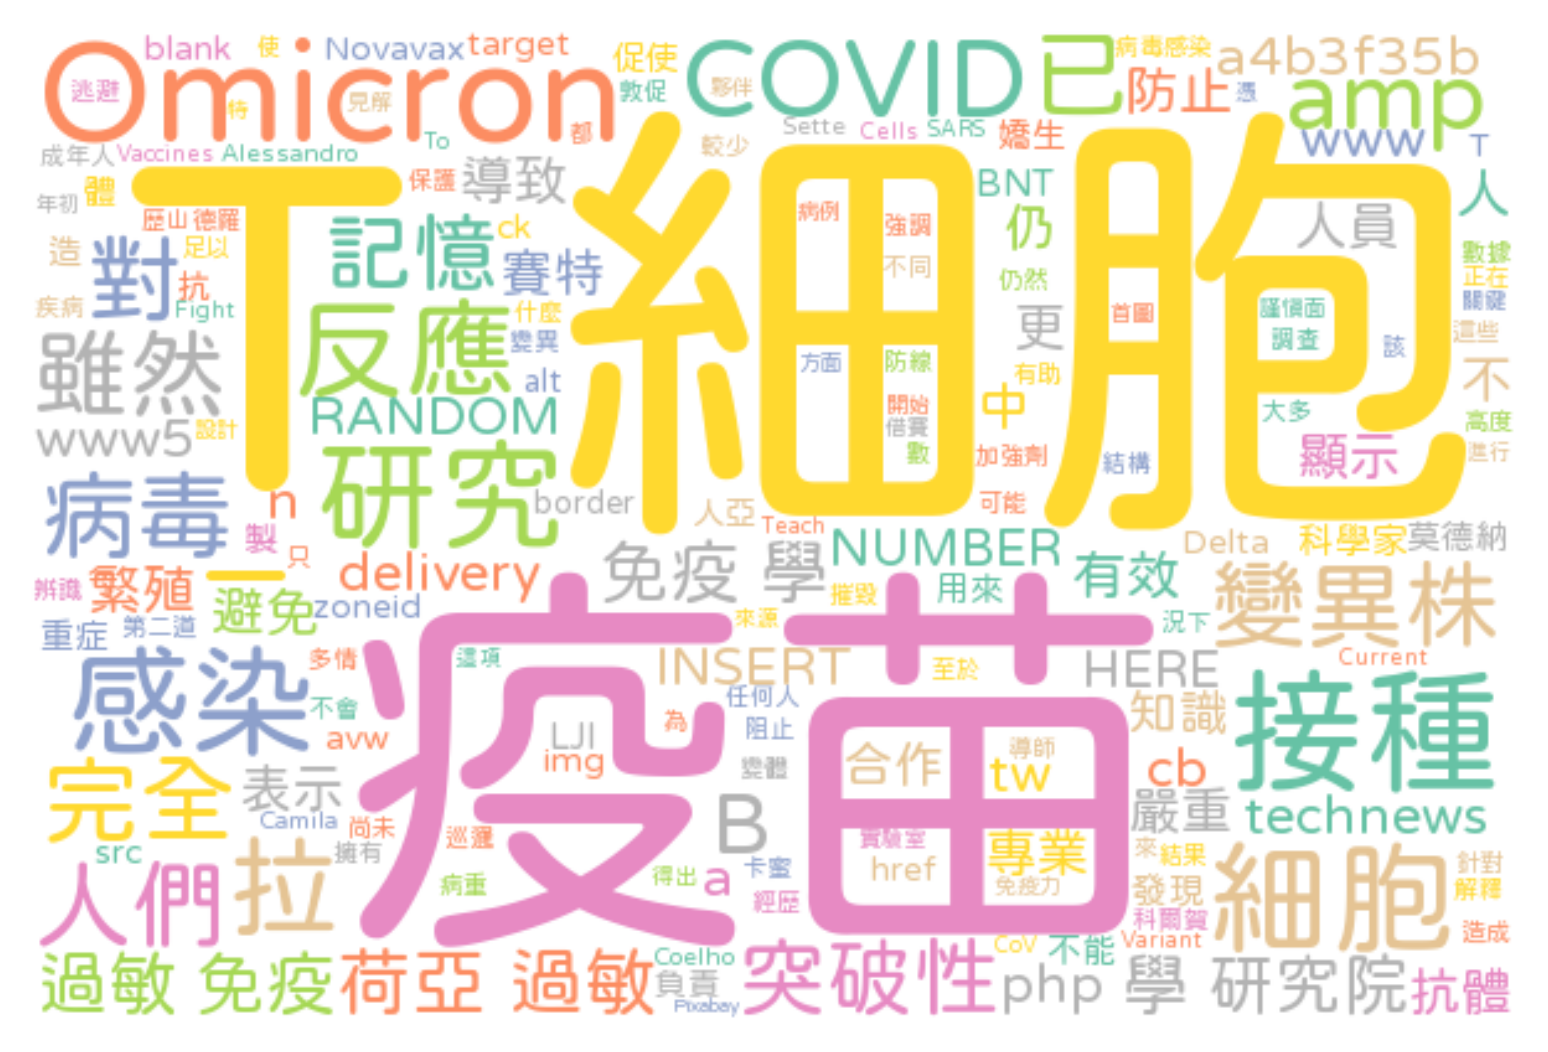 blank
使
Novavax
target
促使
COVID
已
病毒感染
a4b3f35b
Omicron
逃避
特
見解
都
敦促
夥伴
防止
憑
amp
成年人
Vaccines
Alessandro
To
較少
Sette
Cells
SARS
嬌生
www
T
年初
體
保護
導致
BNT
人
歷山德羅
T細胞
病例
強調
仍
人員
造
對
足以
記憶
ck
賽特
不同
仍然
數據
正在
抗
疾病
Fight
反應
什麼
變異
更
首圖
謹慎面
調查
該
關鍵
這些
雖然
alt
方面
防線
有助
不
RANDOM
開始
借賽
數
中
大多
高度
www5
設計
研究
加強劑
結構
顯示
進行
病毒
n
border
人亞
可能
製
只
Teach
NUMBER
Delta
科學家
莫德納
辨識
繁殖
一
delivery
免疫 學
用來
有效
變異株
避免
zoneid
摧毀
來源
況下
重症
第二道
疫苗
感染
多情
這項
INSERT
至於
HERE
Current
不會
任何人
知識
接種
avw
LJI
img
為
阻止
變體
合作
導師
tw
cb
完全
表示
B
嚴重
technews
Camila
尚未
src
擁有
巡邏
實驗室
專業
來
結果
針對
人們
拉
病重
得出
a
卡蜜
href
免疫力
發現
細胞
解釋
經歷
科爾賀
造成
過敏 免疫
荷亞 過敏
Coelho
負責
Pixabay
突破性
CoV
不能
Variant
php
學 研究院
抗體